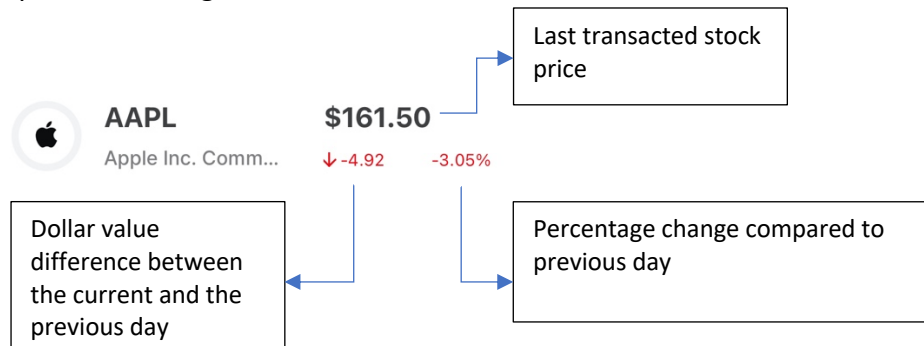 Last transacted stock
price
AAPL
$161.50
Apple Inc. Comm...
↓-4.92
-3.05%
Dollar value
difference between
the current and the
previous day
Percentage change compared to
previous day